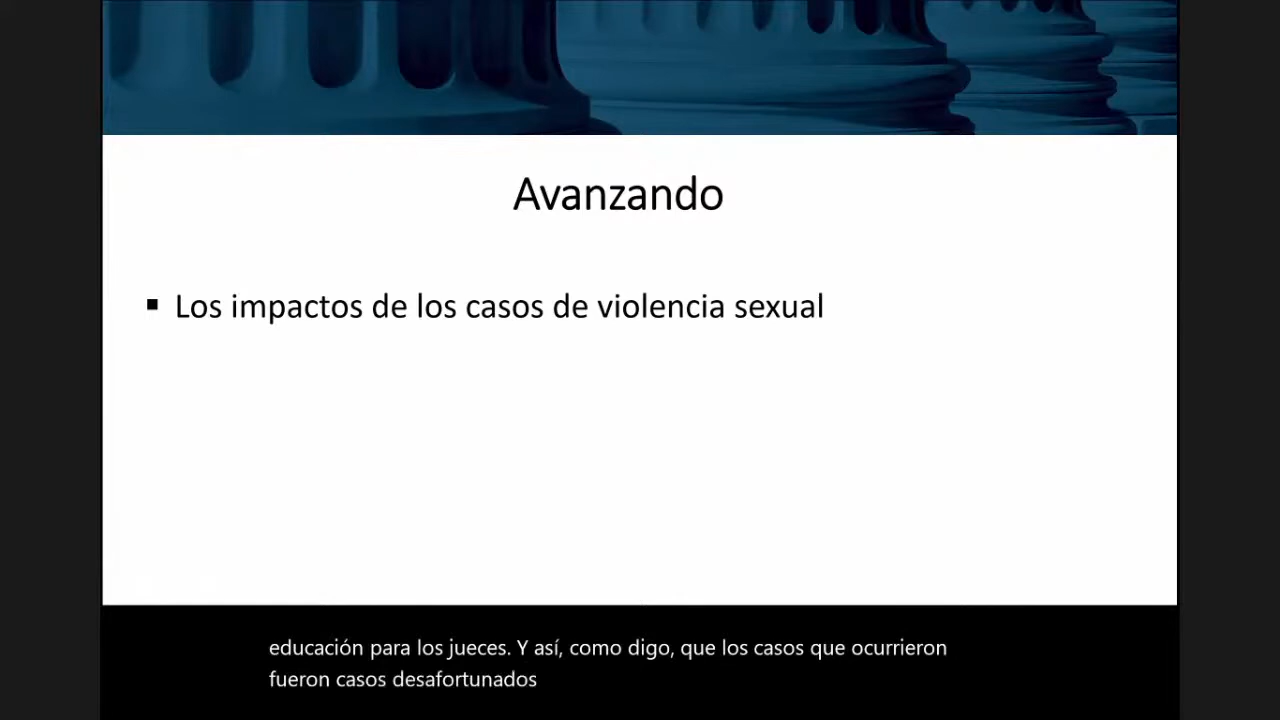 Avanzando
▪ Los impactos de los casos de violencia sexual
educación para los jueces. Y así, como digo, que los casos que ocurrieron
fueron casos desafortunados